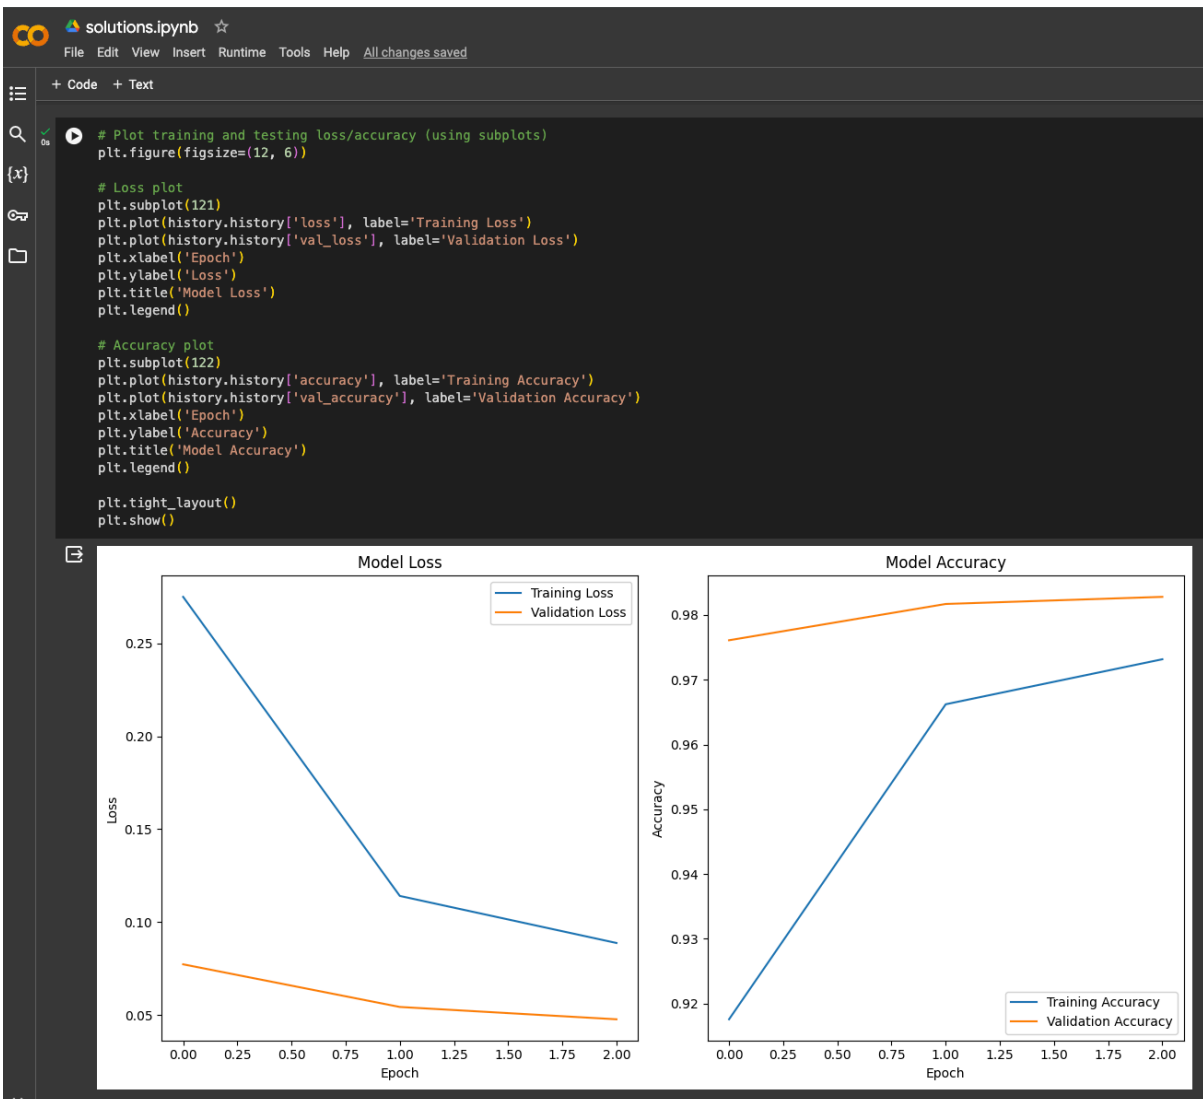 solutions.ipynb
File Edit View Insert Runtime Tools Help All changes saved
+ Code + Text
0s
{x}
# Plot training and testing loss/accuracy (using subplots)
plt.figure(figsize=(12, 6))
# Loss plot
plt.subplot(121)
plt.plot(history.history['loss'], label='Training Loss')
plt.plot(history.history['val_loss'], label='Validation Loss')
plt.xlabel('Epoch')
plt.ylabel('Loss')
plt.title('Model Loss')
plt.legend()
# Accuracy plot
plt.subplot(122)
plt.plot(history.history['accuracy'], label='Training Accuracy')
plt.plot(history.history['val_accuracy'], label='Validation Accuracy')
plt.xlabel('Epoch')
plt.ylabel('Accuracy')
plt.title('Model Accuracy')
plt.legend()
plt.tight_layout()
plt.show()
Model Loss
Training Loss
Validation Loss
0.25
0.20
0.15
0.10
0.05
Loss
0.00 0.25 0.50 0.75 1.00 1.25 1.50 1.75 2.00
Epoch
Model Accuracy
0.98
0.97
0.96
0.95
0.94
0.93
0.92
Accuracy
Training Accuracy
Validation Accuracy
0.00 0.25 0.50 0.75 1.00 1.25 1.50 1.75 2.00
Epoch